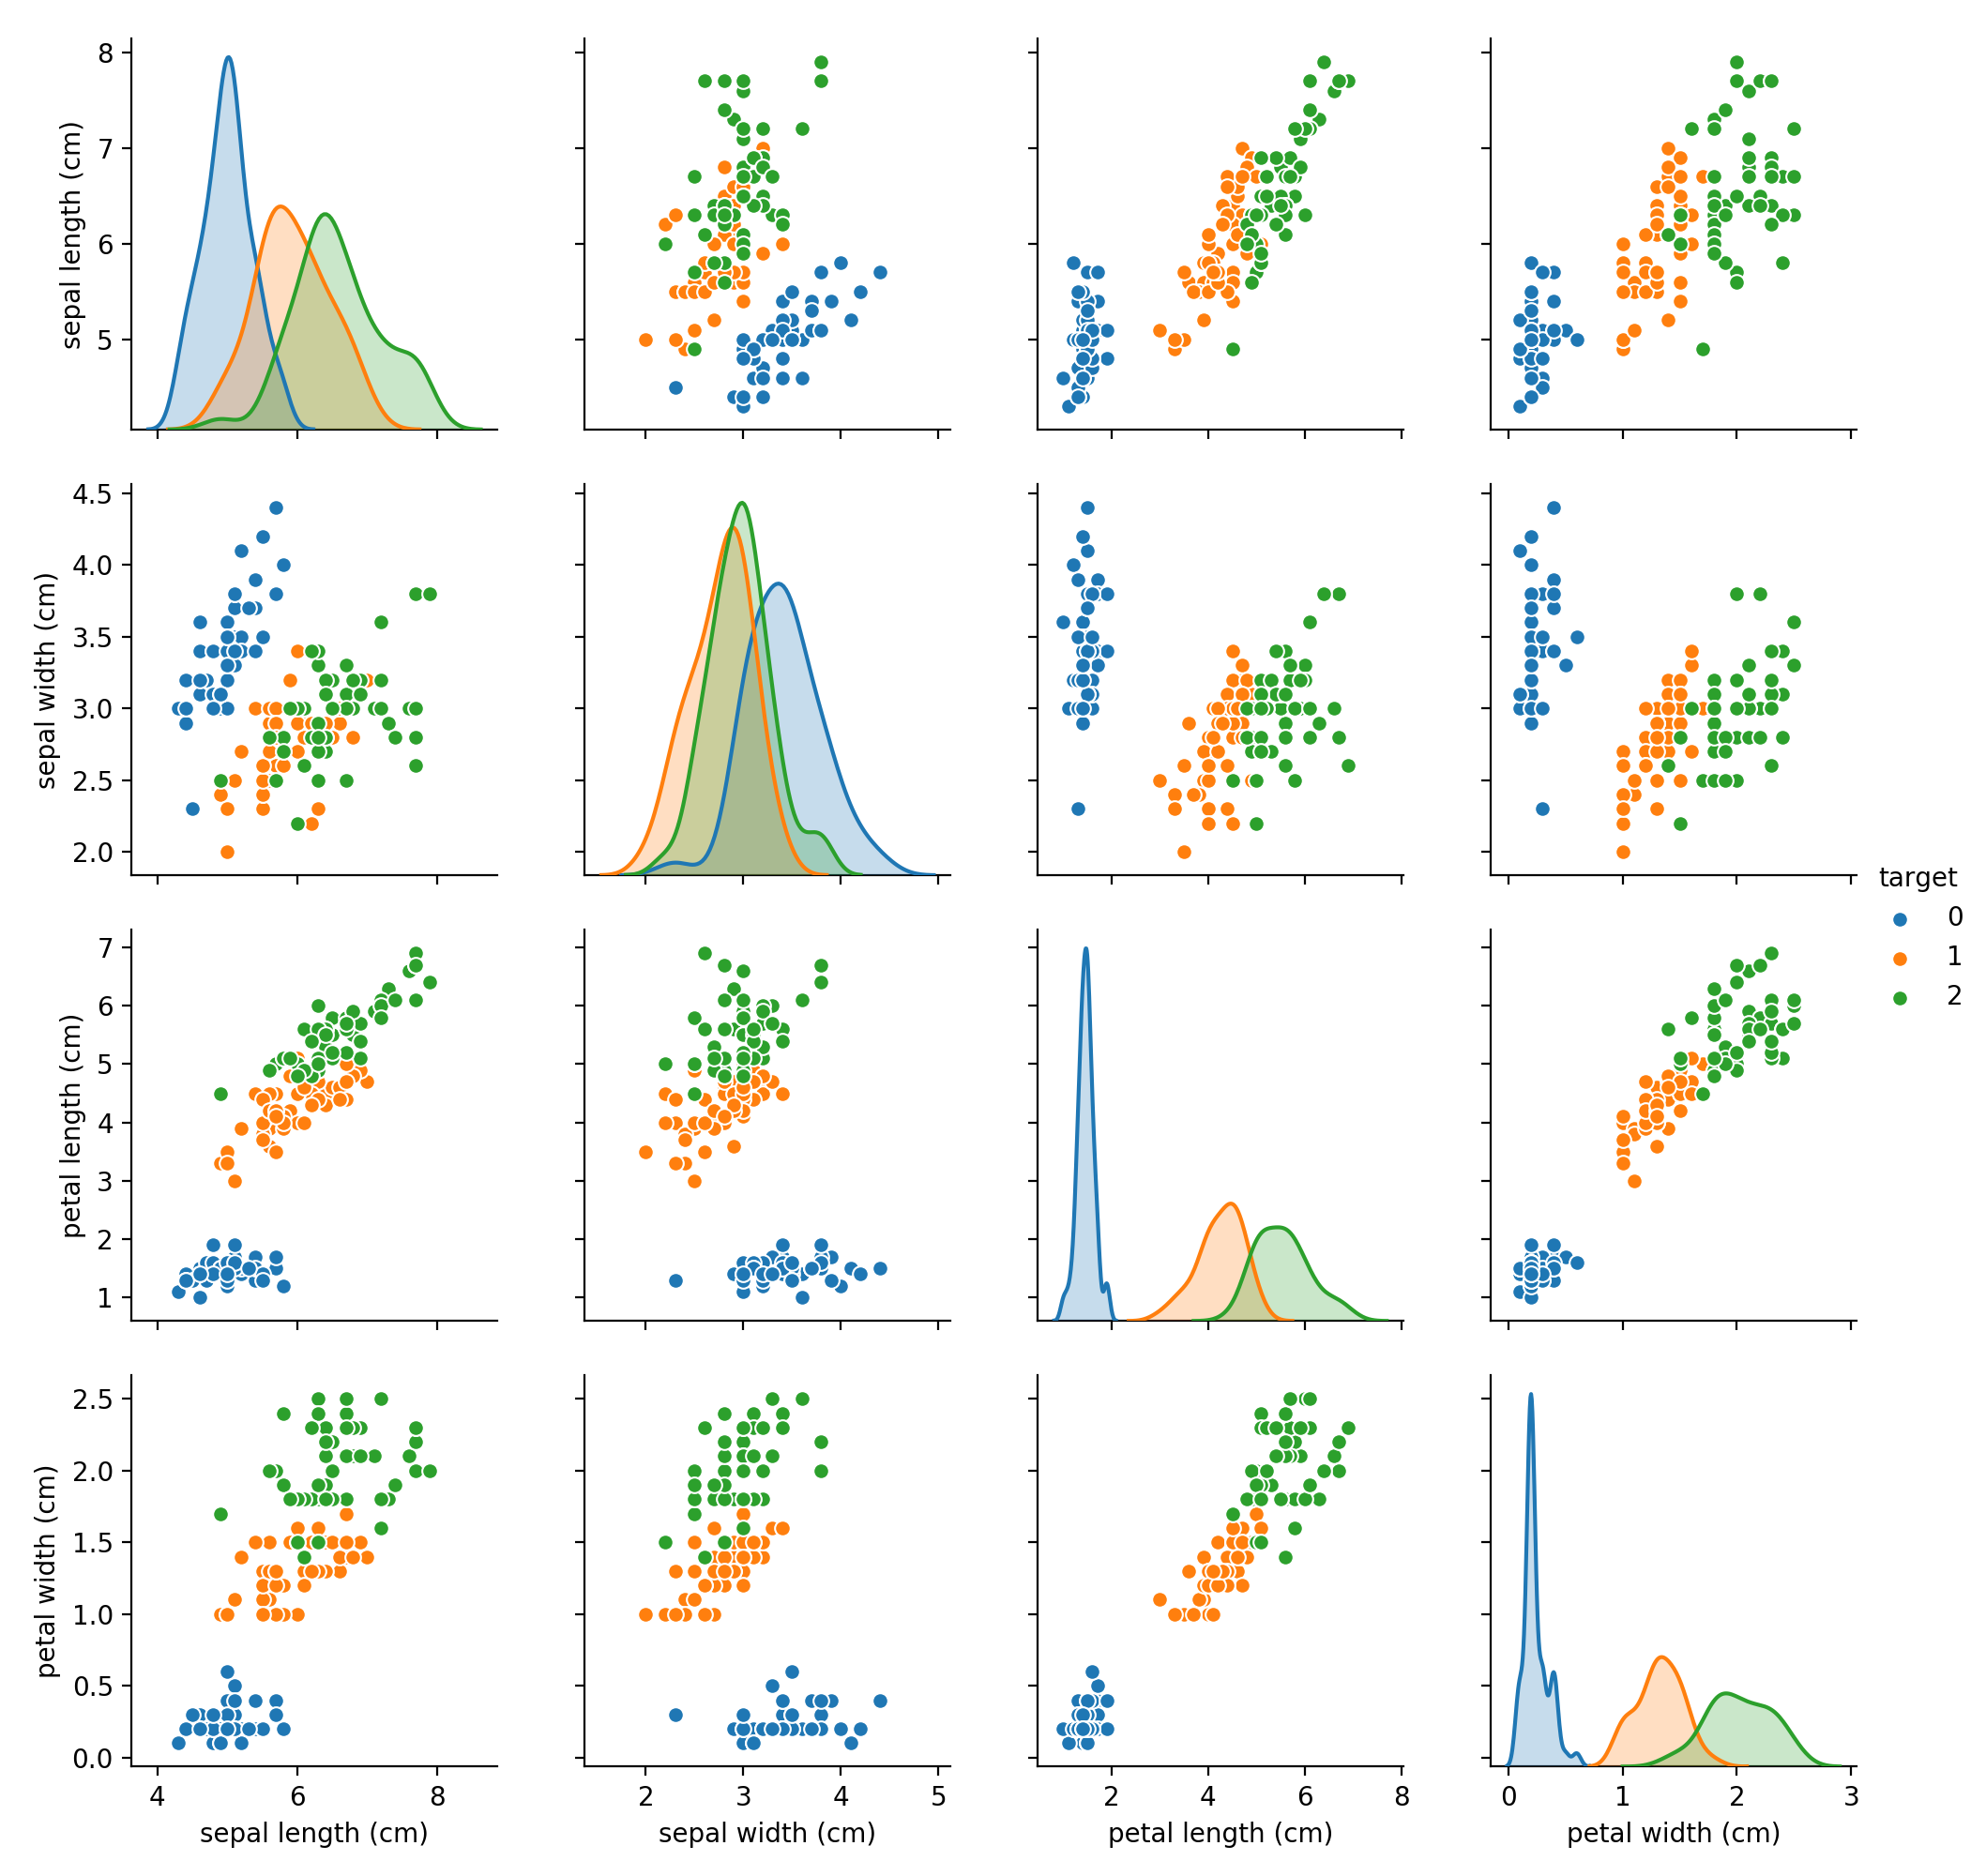 8
7
6
5
sepal length (cm)
4.5
4.0
3.5
3.0
2.5
2.0
sepal width (cm)
target
0
1
2
7
6
5
4
3
2
1
petal length (cm)
2.5
2.0
1.5
1.0
0.5
0.0
petal width (cm)
4 6 8
sepal length (cm)
2 3 4 5
sepal width (cm)
2 4 6 8
petal length (cm)
0 1 2 3
petal width (cm)